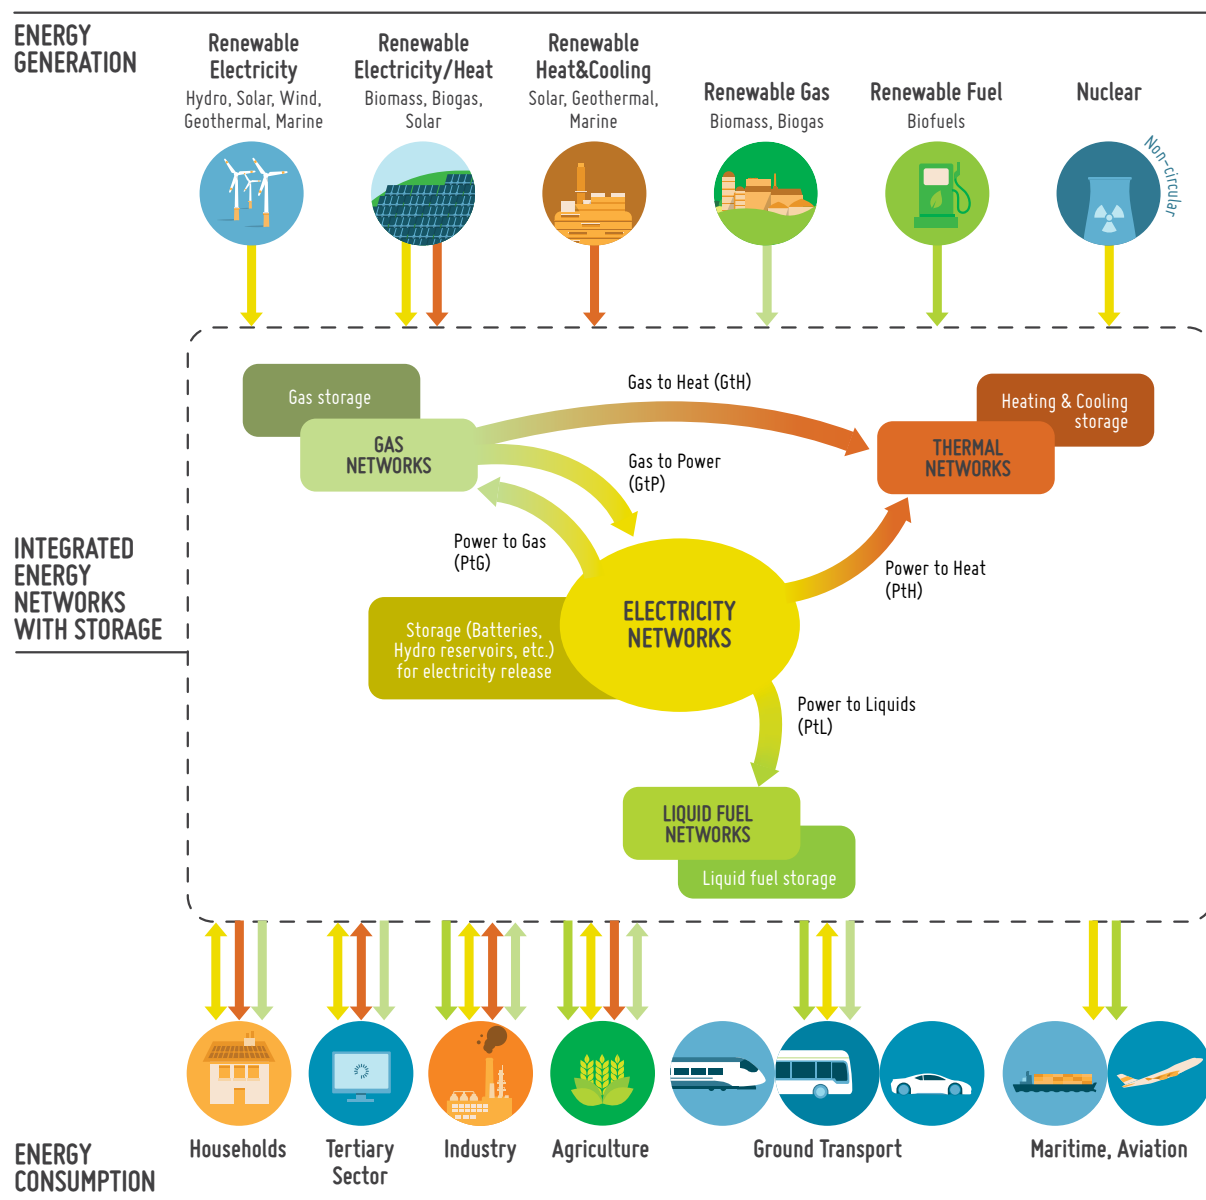 ENERGY
GENERATION
Renewable
Electricity
Hydro, Solar, Wind,
Geothermal, Marine
Renewable
Electricity/Heat
Biomass, Biogas,
Solar
Renewable
Heat&Cooling
Solar, Geothermal,
Marine
Renewable Gas
Biomass, Biogas
Renewable Fuel
Biofuels
Nuclear
Non-circular
Gas storage
GAS
NETWORKS
Gas to Heat (GtH)
Heating & Cooling
storage
THERMAL
NETWORKS
Gas to Power
(GtP)
Power to Gas
(PtG)
Power to Heat
(PtH)
INTEGRATED
ENERGY
NETWORKS
WITH STORAGE
Storage (Batteries,
Hydro reservoirs, etc.)
for electricity release
ELECTRICITY
NETWORKS
Power to Liquids
(PtL)
LIQUID FUEL
NETWORKS
Liquid fuel storage
ENERGY
CONSUMPTION
Households
Tertiary
Sector
Industry
Agriculture
Ground Transport
Maritime, Aviation